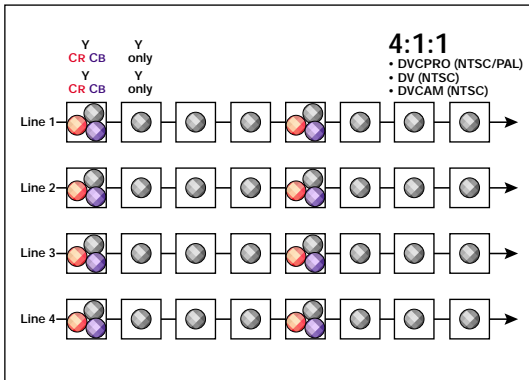 Y Y
CR CB only
Y Y
CR CB only
4:1:1
• DVCPRO (NTSC/PAL)
• DV (NTSC)
• DVCAM (NTSC)
Line 1
Line 2
Line 3
Line 4